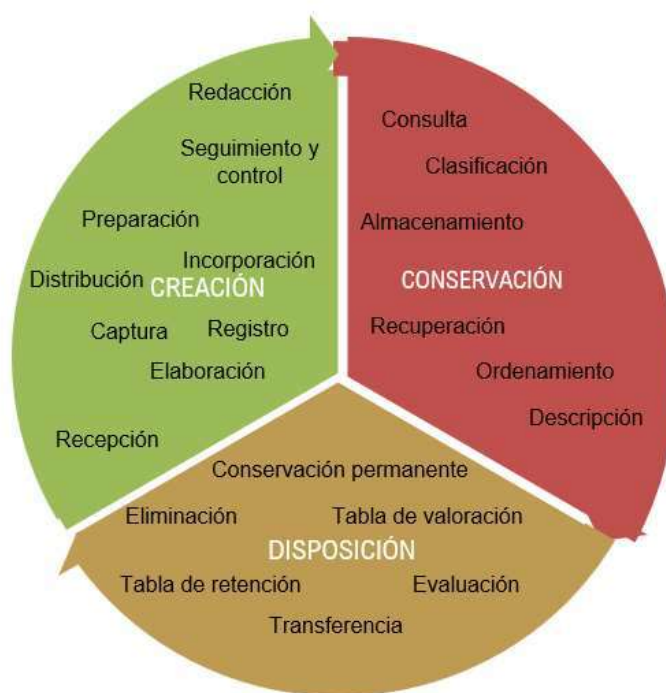 Redacción
Seguimiento y
control
Preparación
Incorporación
Distribución
CREACIÓN
Captura
Registro
Elaboración
Recepción
Consulta
Clasificación
Almacenamiento
CONSERVACIÓN
Recuperación
Ordenamiento
Descripción
Conservación permanente
Eliminación
Tabla de valoración
DISPOSICIÓN
Tabla de retención
Evaluación
Transferencia